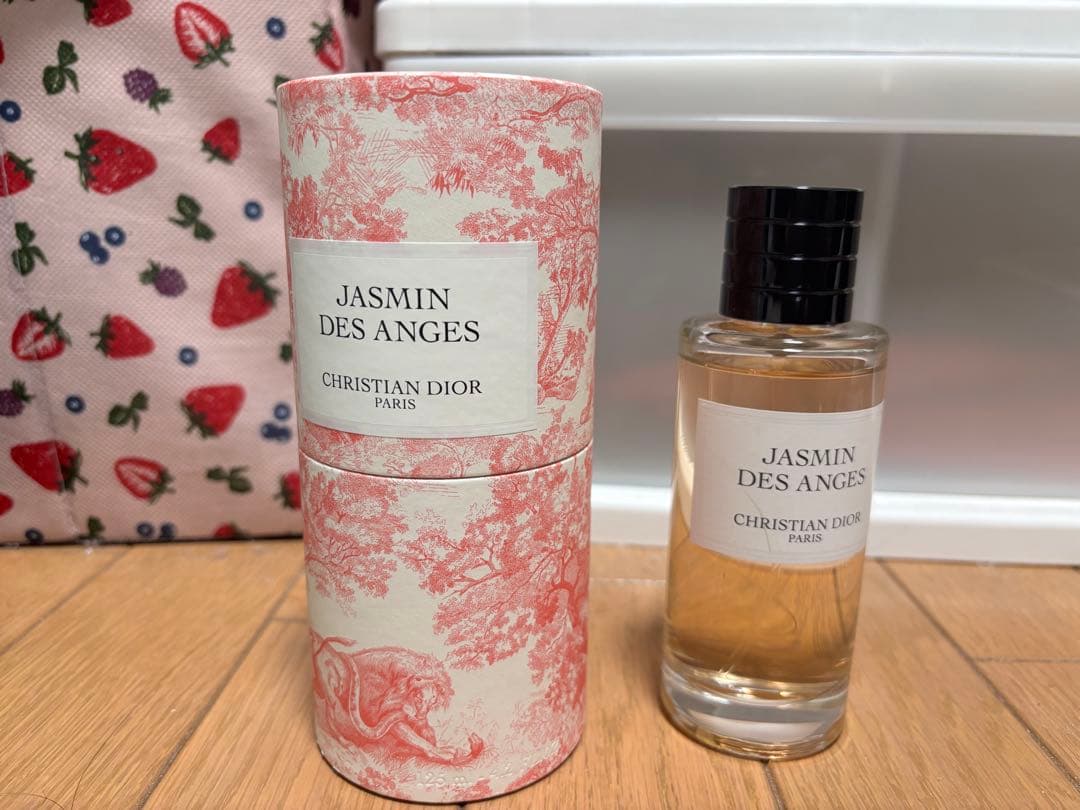 JASMIN
DES ANGES
CHRISTIAN DIOR
PARIS
JASMIN
DES ANGES
CHRISTIAN DIOR
PARIS